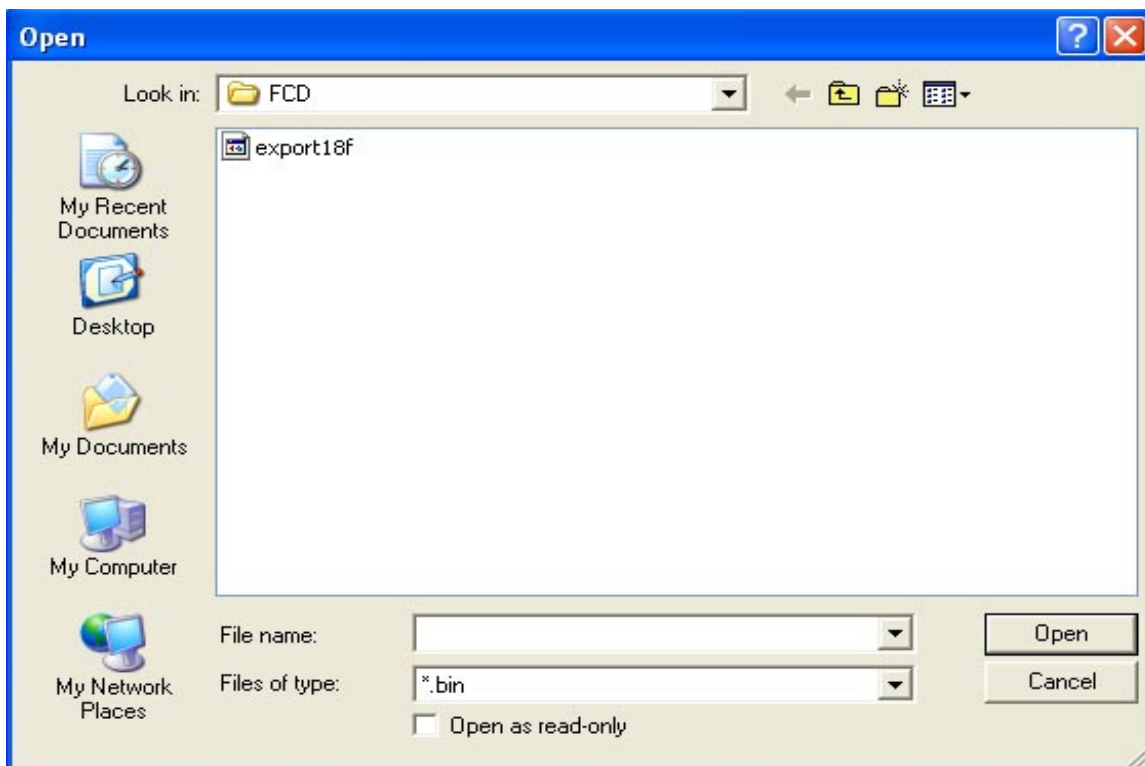 Open
Look in: FCD
export18f
My Recent
Documents
Desktop
My Documents
My Computer
My Network
Places
File name:
Open
Files of type: *.bin
Cancel
Open as read-only